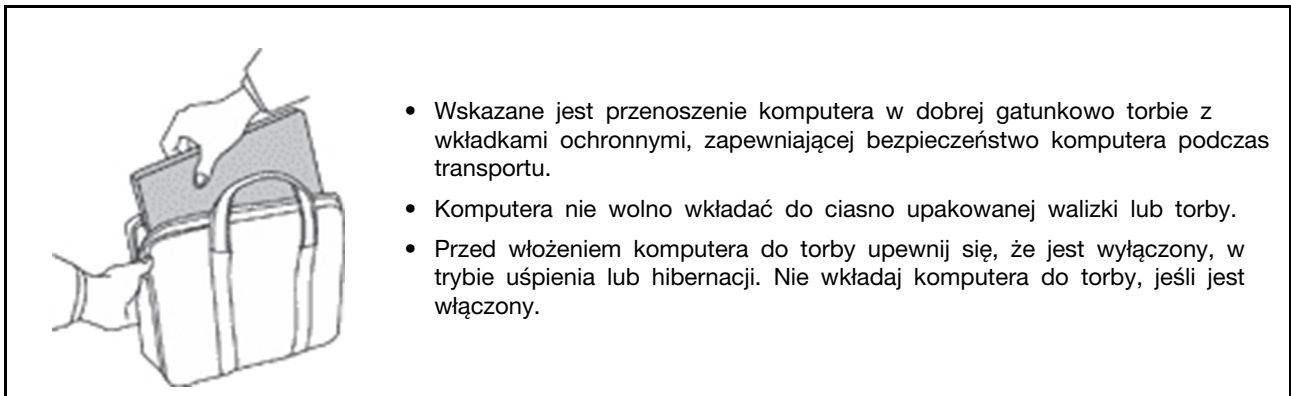 • Wskazane jest przenoszenie komputera w dobrej gatunkowo torbie z
wkładkami ochronnymi, zapewniającej bezpieczeństwo komputera podczas
transportu.
• Komputera nie wolno wkładać do ciasno upakowanej walizki lub torby.
• Przed włożeniem komputera do torby upewnij się, że jest wyłączony, w
trybie uśpienia lub hibernacji. Nie wkładaj komputera do torby, jeśli jest
włączony.